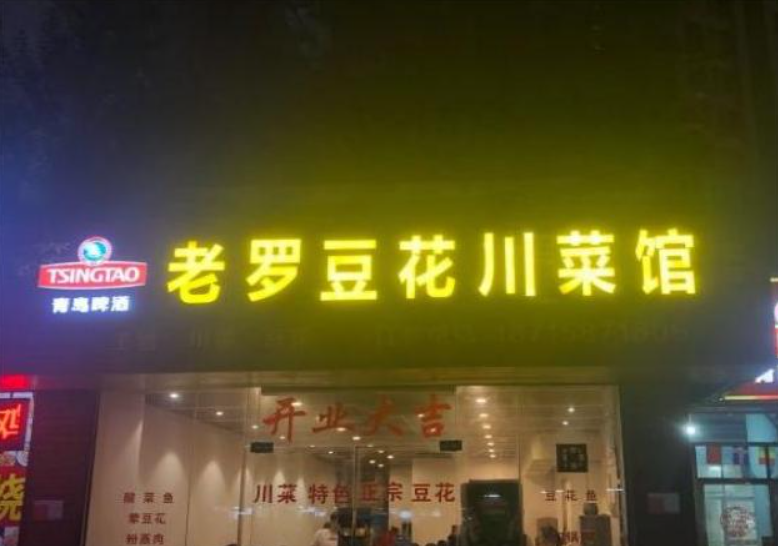 老罗豆花川菜馆
TSINGTAO
青岛啤酒
开业大吉
川菜 特色 正宗 豆花
酸菜鱼
荤豆花
粉蒸肉
豆花鱼
烧